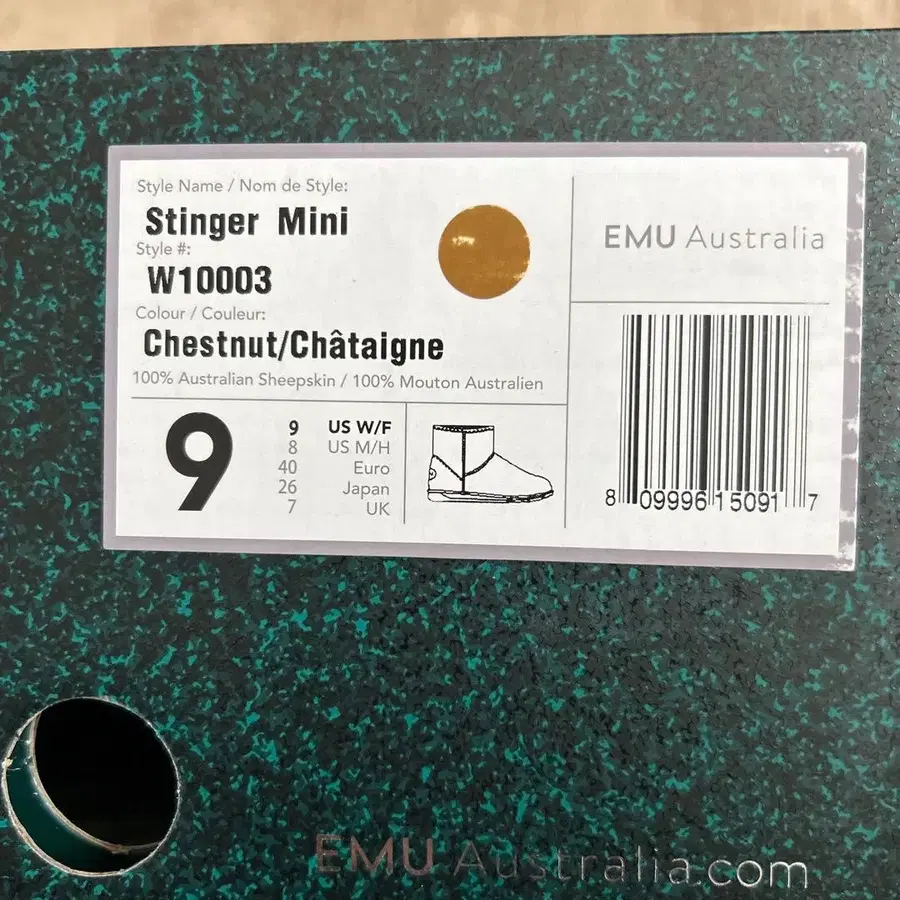 Style Name / Nom de Style:
Stinger Mini
Style #:
W10003
Colour / Couleur:
Chestnut/Châtaigne
100% Australian Sheepskin / 100% Mouton Australien
9
9 US W/F
8 US M/H
40 Euro
26 Japan
7 UK
EMU Australia
8 09996 15091 7
EMU Australia.com